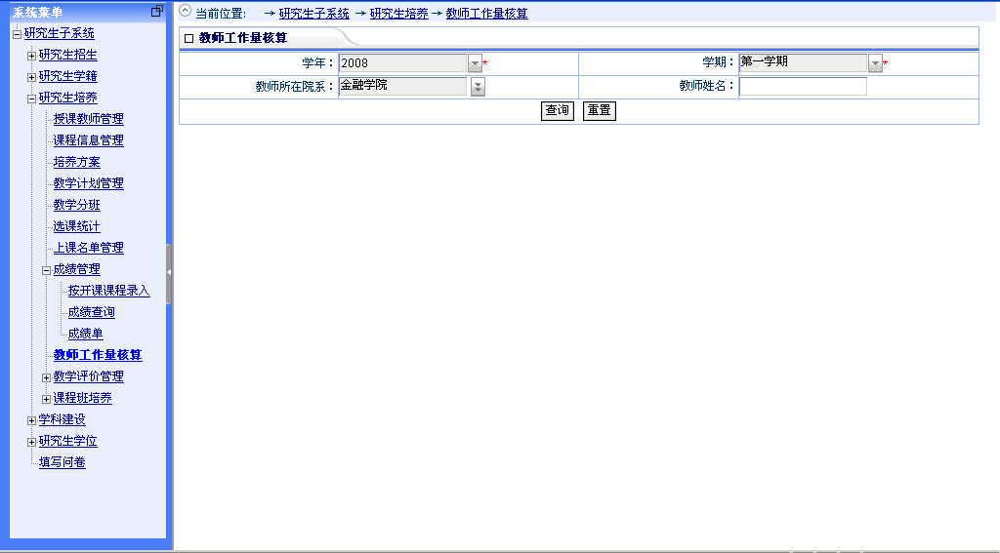 系统菜单
研究生子系统
研究生招生
研究生学籍
研究生培养
授课教师管理
课程信息管理
培养方案
教学计划管理
教学分班
选课统计
上课名单管理
成绩管理
按开课课程录入
成绩查询
成绩单
教师工作量核算
教学评价管理
课程班培养
学科建设
研究生学位
填写问卷
当前位置: → 研究生子系统 → 研究生培养 → 教师工作量核算
教师工作量核算
学年： 2008 * 学期： 第一学期 *
教师所在院系： 金融学院 教师姓名：
查询 重置